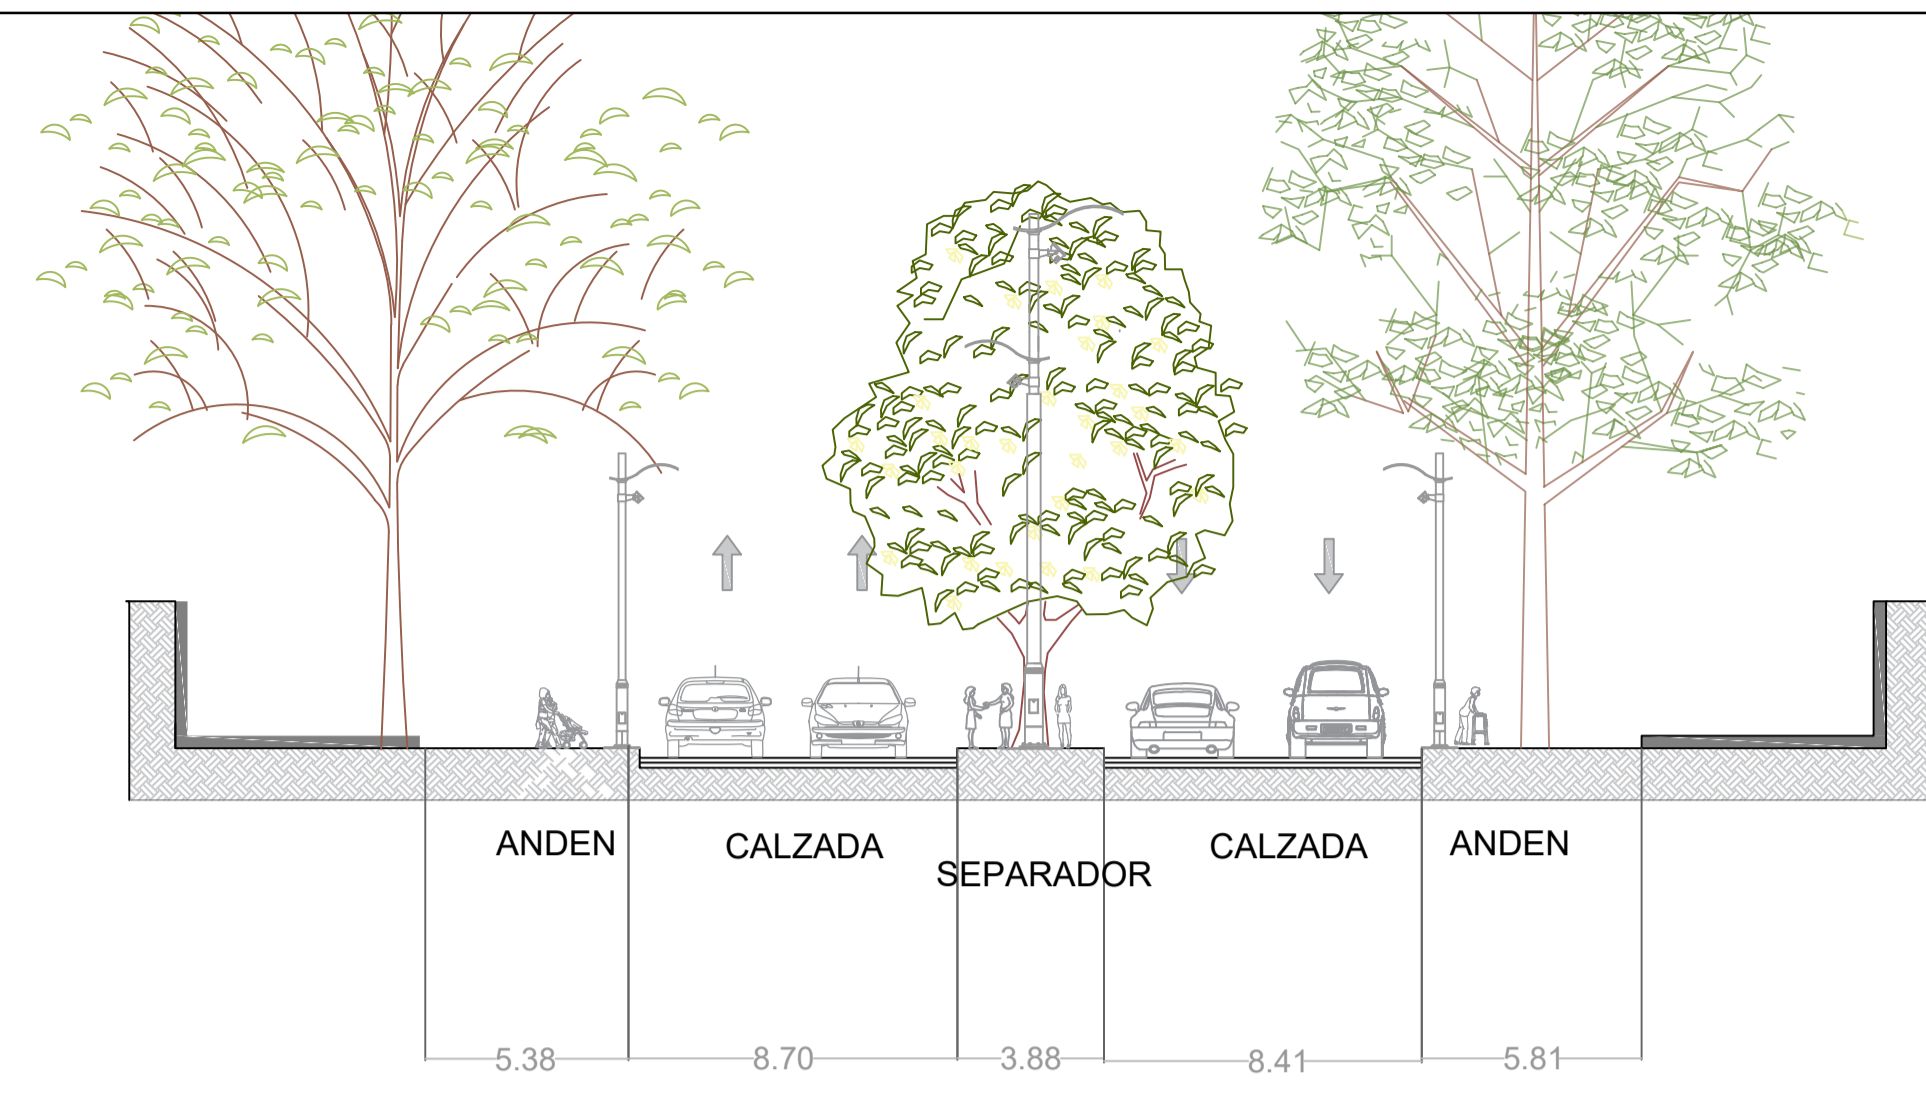 ANDEN
CALZADA
SEPARADOR
CALZADA
ANDEN
5.38
8.70
3.88
8.41
5.81